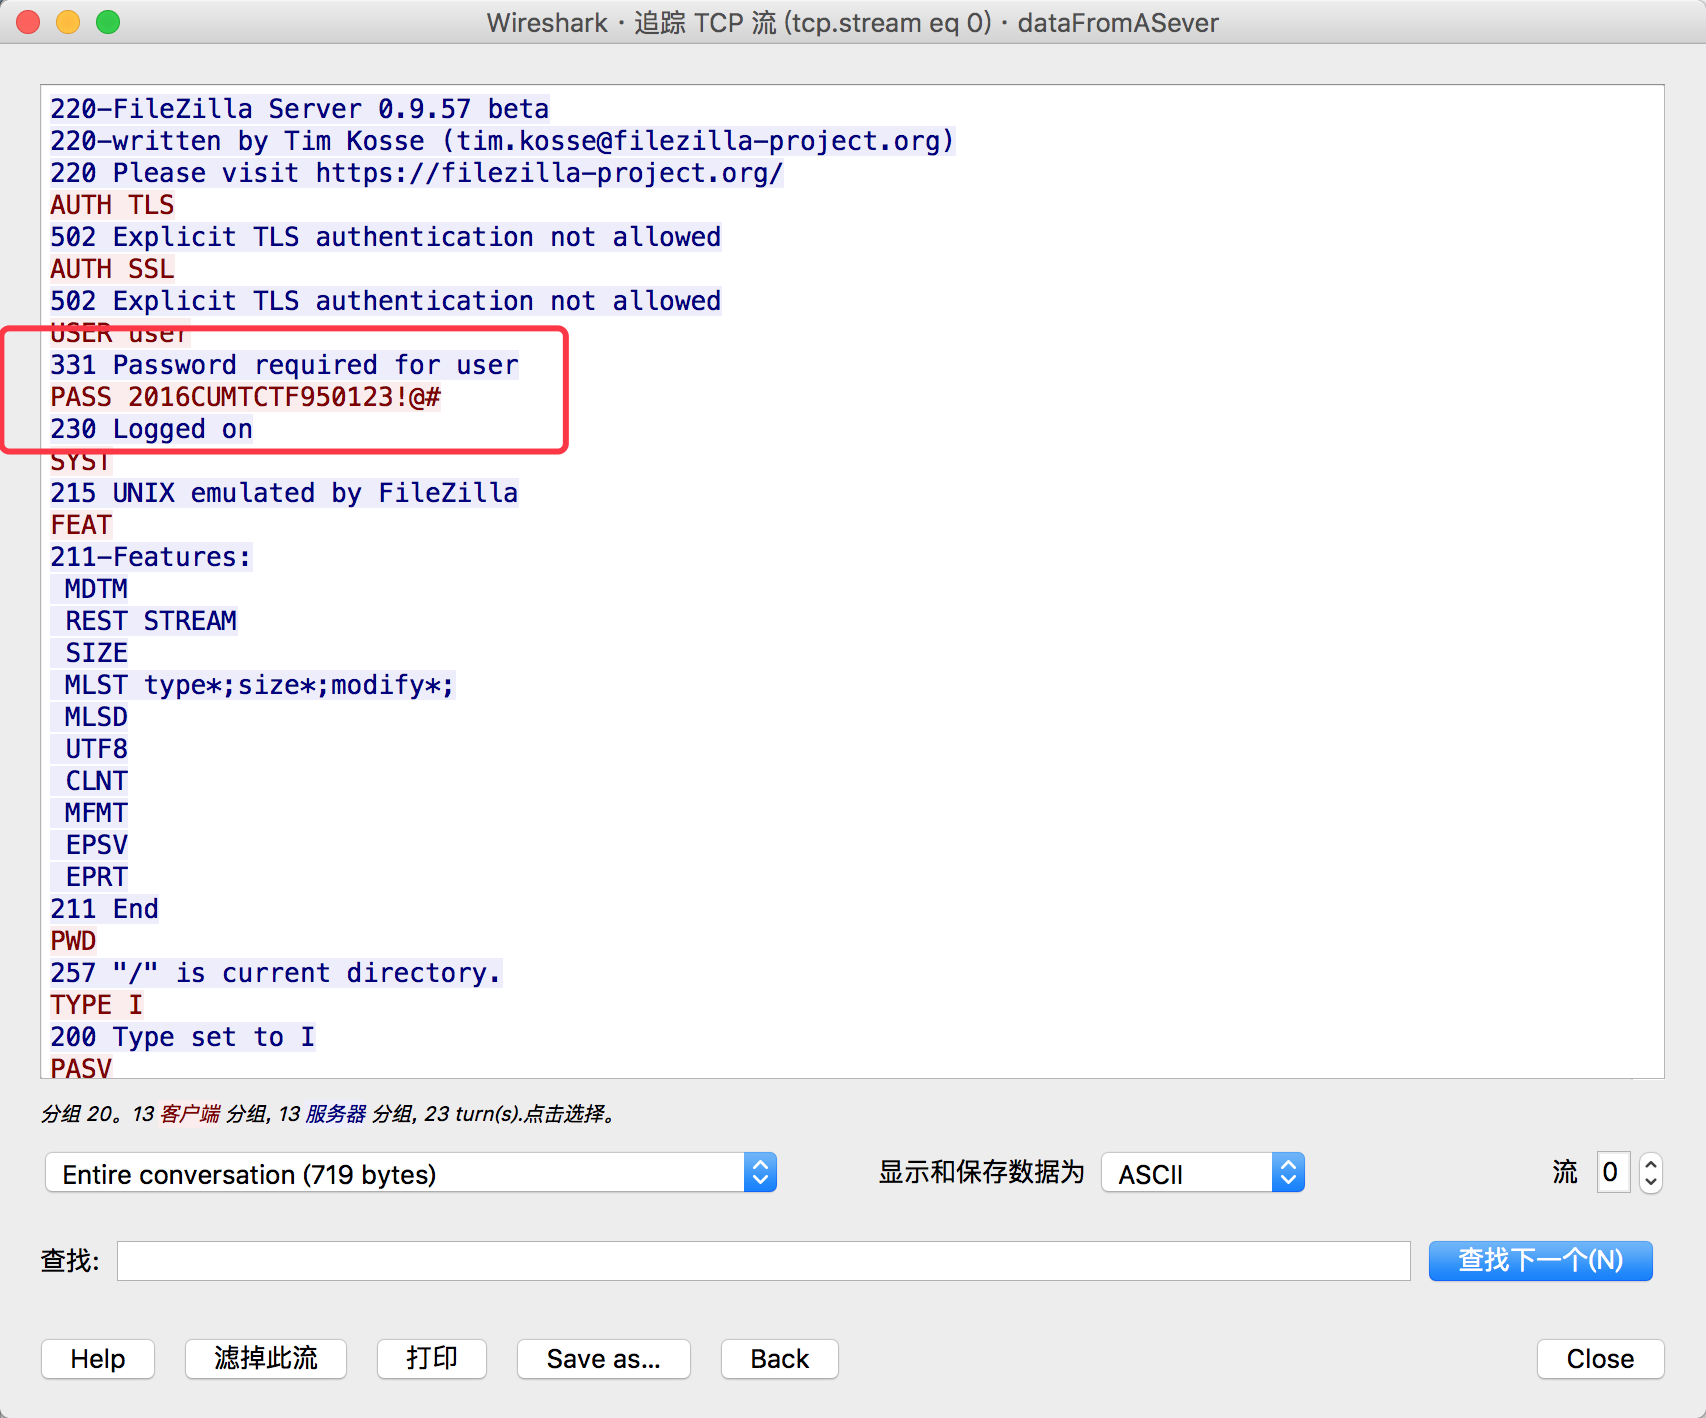 Wireshark · 追踪 TCP 流 (tcp.stream eq 0) · dataFromASever
220-FileZilla Server 0.9.57 beta
220-written by Tim Kosse (tim.kosse@filezilla-project.org)
220 Please visit https://filezilla-project.org/
AUTH TLS
502 Explicit TLS authentication not allowed
AUTH SSL
502 Explicit TLS authentication not allowed
USER user
331 Password required for user
PASS 2016CUMTCTF950123!@#
230 Logged on
SYST
215 UNIX emulated by FileZilla
FEAT
211-Features:
MDTM
REST STREAM
SIZE
MLST type*;size*;modify*;
MLSD
UTF8
CLNT
MFMT
EPSV
EPRT
211 End
PWD
257 "/" is current directory.
TYPE I
200 Type set to I
PASV
分组 20。13 客户端 分组, 13 服务器 分组, 23 turn(s).点击选择。
Entire conversation (719 bytes) 显示和保存数据为 ASCII 流 0
查找: 查找下一个(N)
Help 滤掉此流 打印 Save as... Back Close